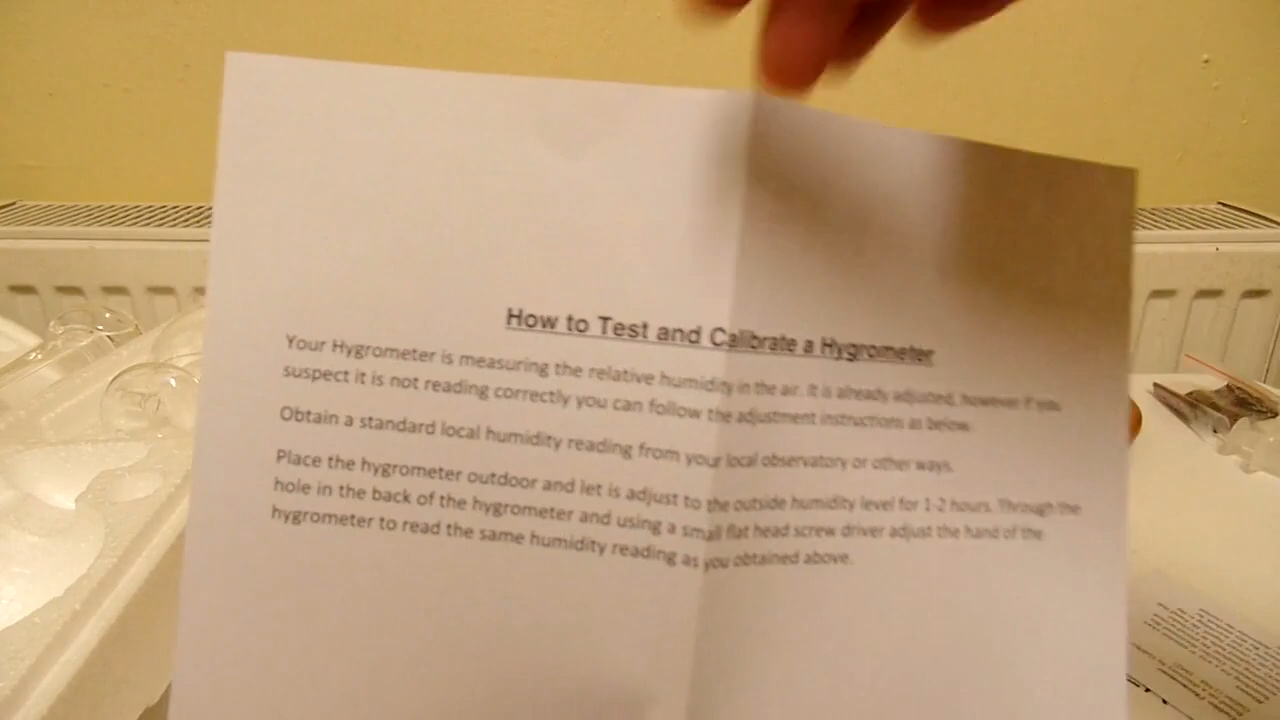 How to Test and Calibrate a Hygrometer
Your Hygrometer is measuring the relative humidity in the air. It is already adjusted, however if you
suspect it is not reading correctly you can follow the adjustment instructions as below.
Obtain a standard local humidity reading from your local observatory or other ways.
Place the hygrometer outdoor and let is adjust to the outside humidity level for 1-2 hours. Through the
hole in the back of the hygrometer and using a small flat head screw driver adjust the hand of the
hygrometer to read the same humidity reading as you obtained above.